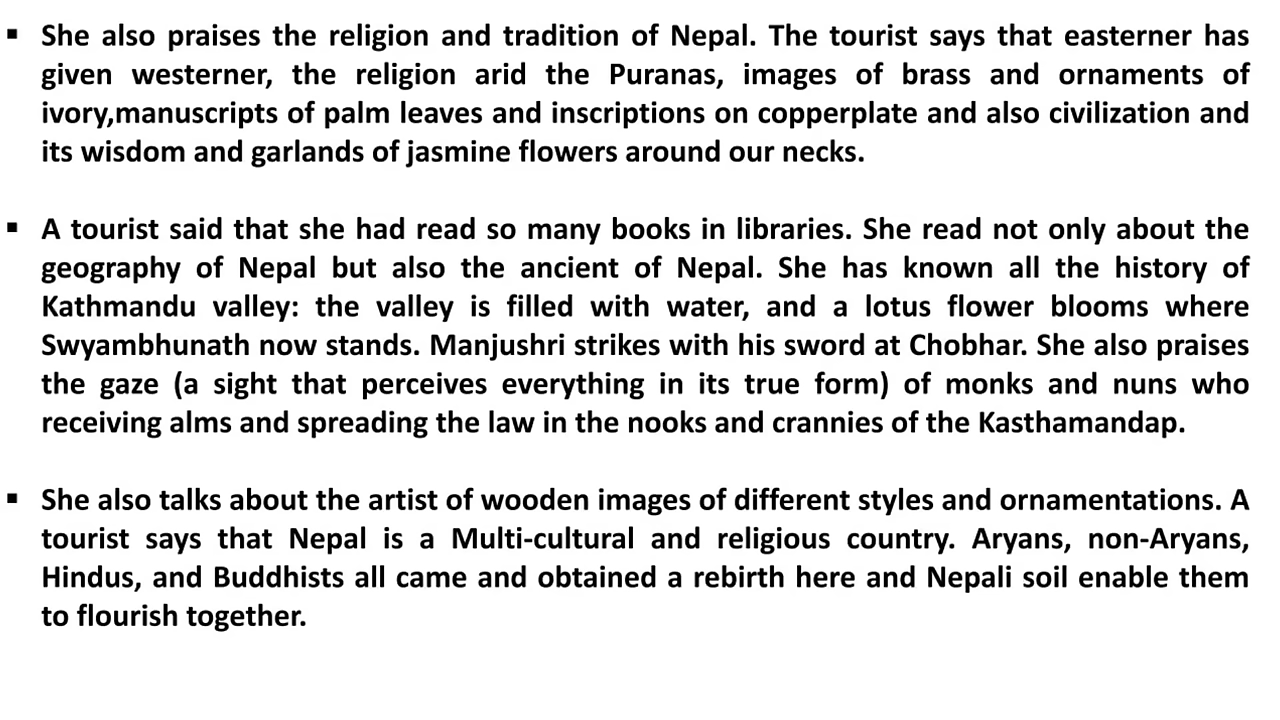 ▪ She also praises the religion and tradition of Nepal. The tourist says that easterner has
given westerner, the religion arid the Puranas, images of brass and ornaments of
ivory,manuscripts of palm leaves and inscriptions on copperplate and also civilization and
its wisdom and garlands of jasmine flowers around our necks.
▪ A tourist said that she had read so many books in libraries. She read not only about the
geography of Nepal but also the ancient of Nepal. She has known all the history of
Kathmandu valley: the valley is filled with water, and a lotus flower blooms where
Swyambhunath now stands. Manjushri strikes with his sword at Chobhar. She also praises
the gaze (a sight that perceives everything in its true form) of monks and nuns who
receiving alms and spreading the law in the nooks and crannies of the Kasthamandap.
▪ She also talks about the artist of wooden images of different styles and ornamentations. A
tourist says that Nepal is a Multi-cultural and religious country. Aryans, non-Aryans,
Hindus, and Buddhists all came and obtained a rebirth here and Nepali soil enable them
to flourish together.